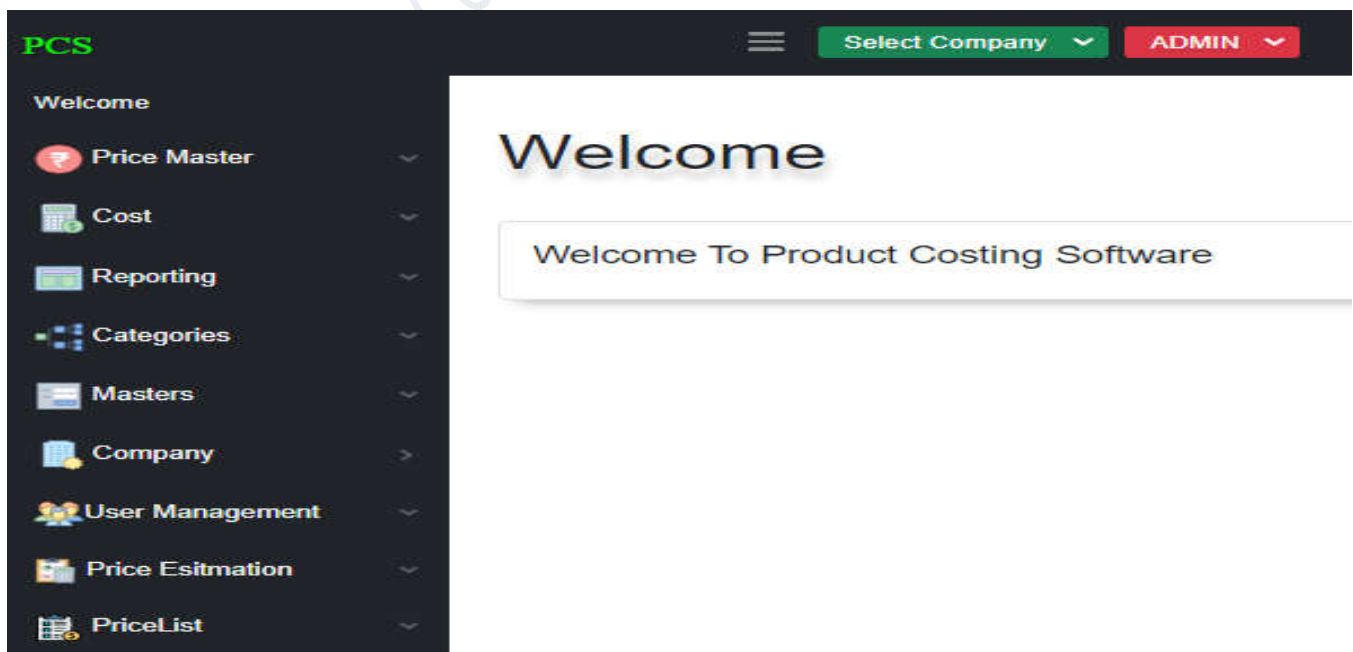 PCS
Select Company
ADMIN
Welcome
Price Master
Cost
Reporting
Categories
Masters
Company
User Management
Price Esitmation
PriceList
Welcome
Welcome To Product Costing Software